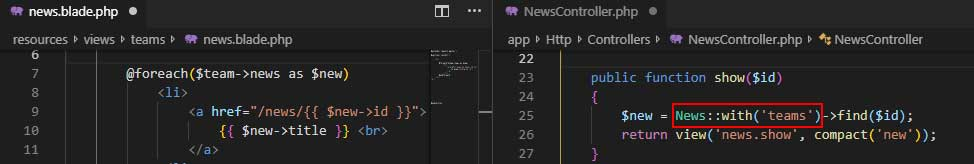 news.blade.php
resources > views > teams > news.blade.php
6
7 @foreach($team->news as $new)
8 <li>
9 <a href="/news/{{ $new->id }}">
10 {{ $new->title }} <br>
11 </a>
NewsController.php
app > Http > Controllers > NewsController.php > NewsController
22
23 public function show($id)
24 {
25 $new = News::with('teams')->find($id);
26 return view('news.show', compact('new'));
27 }